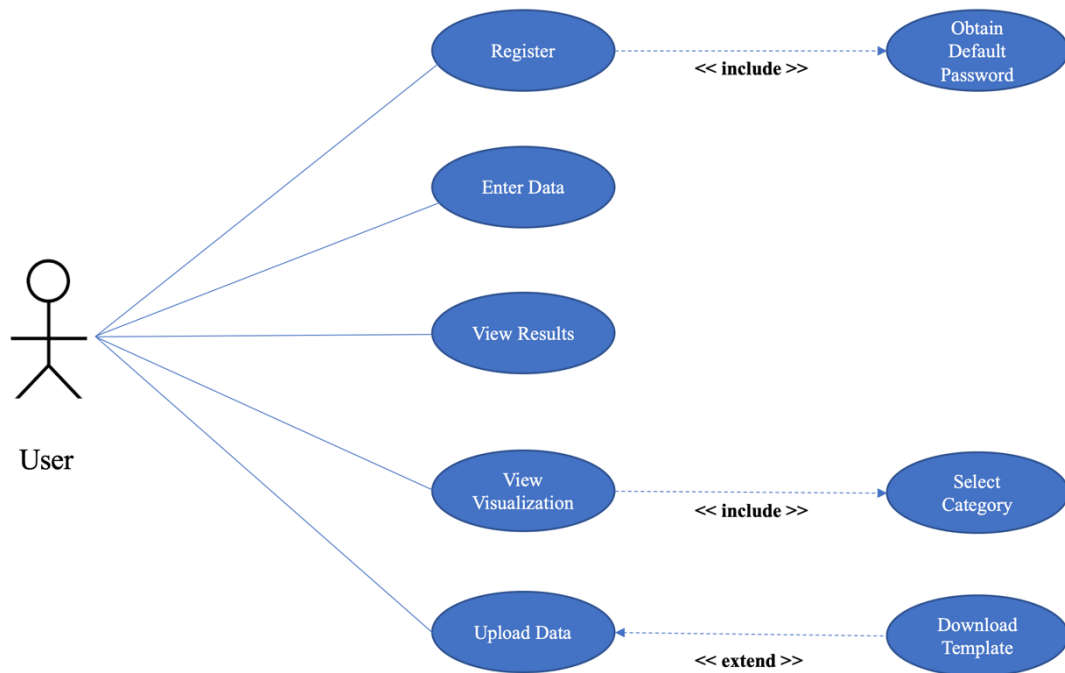 Register
<< include >>
Obtain
Default
Password
Enter Data
View Results
User
View
Visualization
<< include >>
Select
Category
Upload Data
<< extend >>
Download
Template